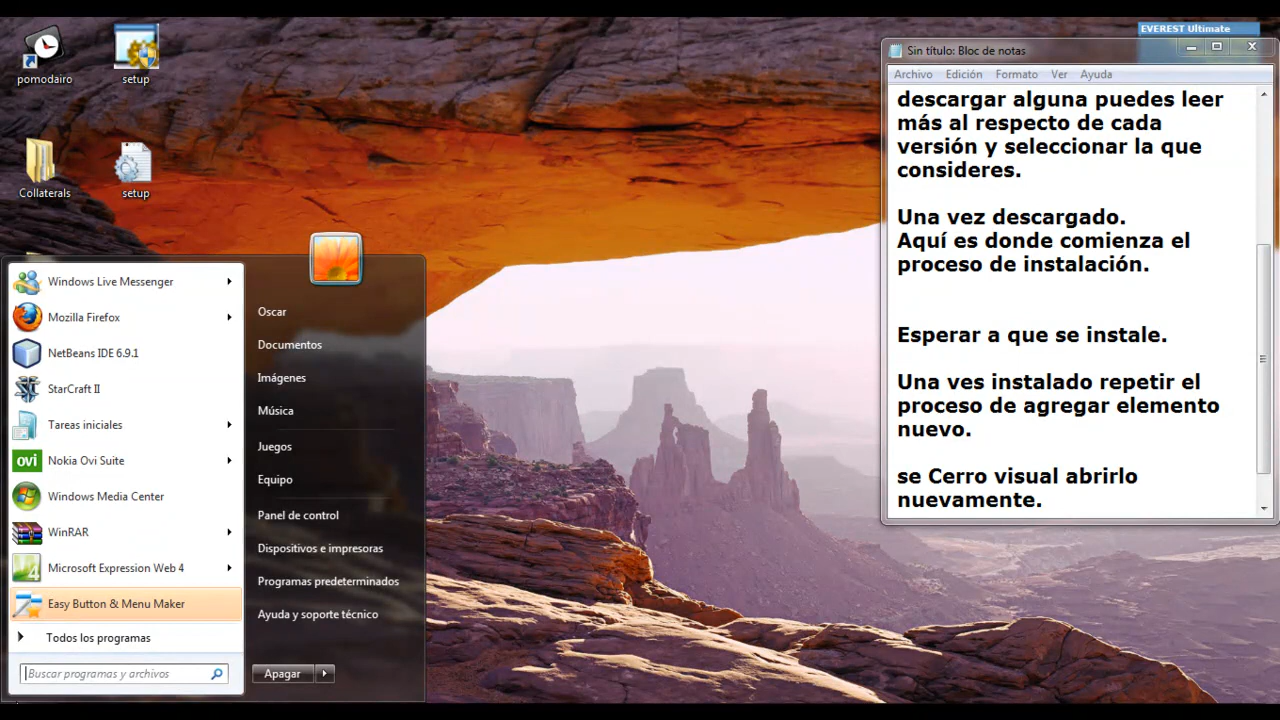 pomodairo
setup
Collaterals
setup
Windows Live Messenger
Mozilla Firefox
NetBeans IDE 6.9.1
StarCraft II
Tareas iniciales
ovi Nokia Ovi Suite
Windows Media Center
WinRAR
4 Microsoft Expression Web 4
Easy Button & Menu Maker
Todos los programas
Buscar programas y archivos
Oscar
Documentos
Imágenes
Música
Juegos
Equipo
Panel de control
Dispositivos e impresoras
Programas predeterminados
Ayuda y soporte técnico
Apagar
EVEREST Ultimate
Sin título: Bloc de notas
Archivo Edición Formato Ver Ayuda
descargar alguna puedes leer
más al respecto de cada
versión y seleccionar la que
consideres.
Una vez descargado.
Aquí es donde comienza el
proceso de instalación.
Esperar a que se instale.
Una ves instalado repetir el
proceso de agregar elemento
nuevo.
se Cerro visual abrirlo
nuevamente.